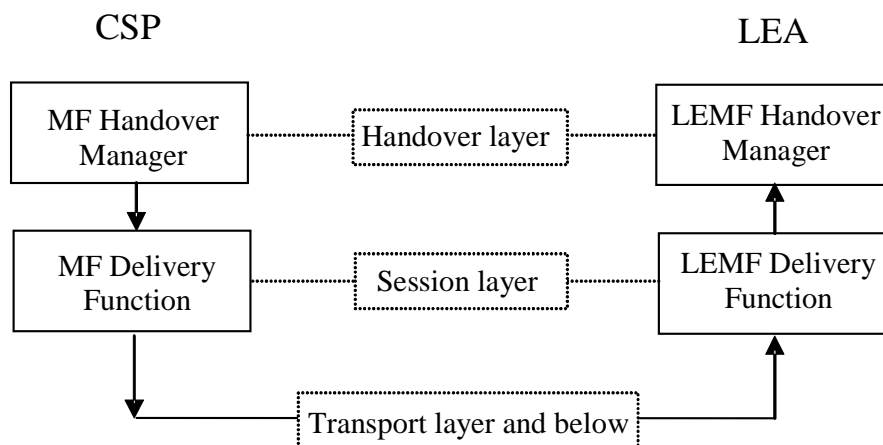 CSP
LEA
MF Handover
Manager
Handover layer
LEMF Handover
Manager
MF Delivery
Function
Session layer
LEMF Delivery
Function
Transport layer and below